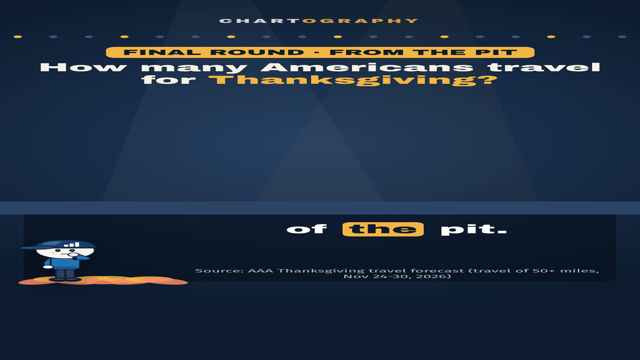 CHARTOGRAPHY
FINAL ROUND · FROM THE PIT
How many Americans travel
for Thanksgiving?
of the pit.
Source: AAA Thanksgiving travel forecast (travel of 50+ miles,
Nov 24-30, 2026)